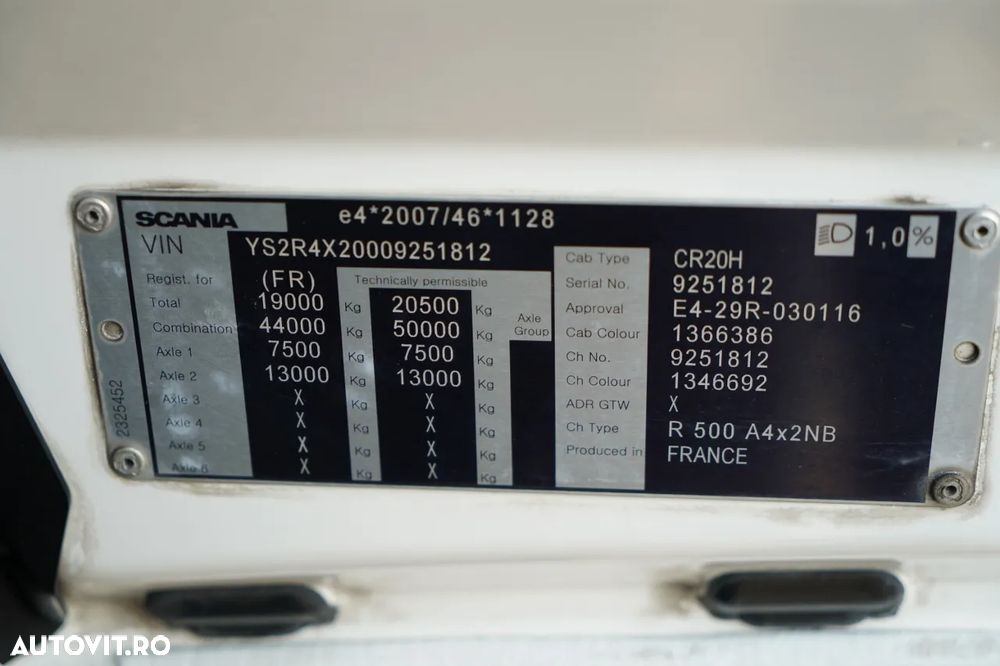 SCANIA e4*2007/46*1128
VIN YS2R4X20009251812 1,0%
Regist. for (FR) Technically permissible
Total 19000 Kg 20500 Kg Axle Group
Combination 44000 Kg 50000 Kg
Axle 1 7500 Kg 7500 Kg
Axle 2 13000 Kg 13000 Kg
Axle 3 X Kg X Kg
Axle 4 X Kg X Kg
Axle 5 X Kg X Kg
Axle 6 X Kg X Kg
Cab Type CR20H
Serial No. 9251812
Approval E4-29R-030116
Cab Colour 1366386
Ch No. 9251812
Ch Colour 1346692
ADR GTW X
Ch Type R 500 A4x2NB
Produced in FRANCE
2325452
AUTOVIT.RO